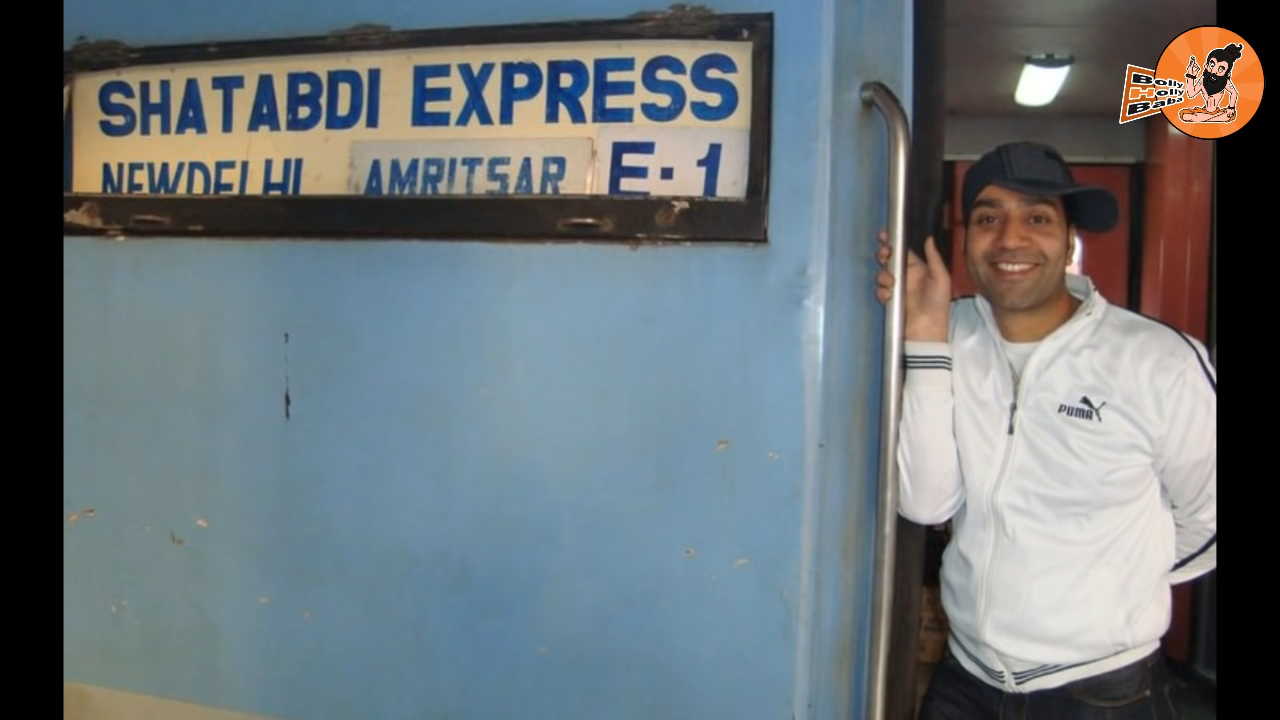 SHATABDI EXPRESS
NEWDELHI AMRITSAR E-1
PUMA
Bolly
Holly
Baba